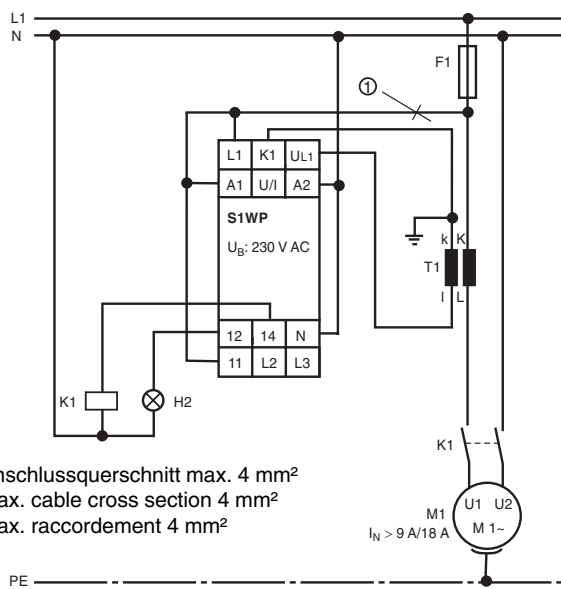 L1
N
F1
①
L1 K1 UL1
A1 U/I A2
S1WP
UB: 230 V AC
k K
T1
l L
12 14 N
11 L2 L3
K1
H2
K1
nschlussquerschnitt max. 4 mm²
ax. cable cross section 4 mm²
ax. raccordement 4 mm²
U1 U2
M1
M 1~
IN > 9 A/18 A
PE